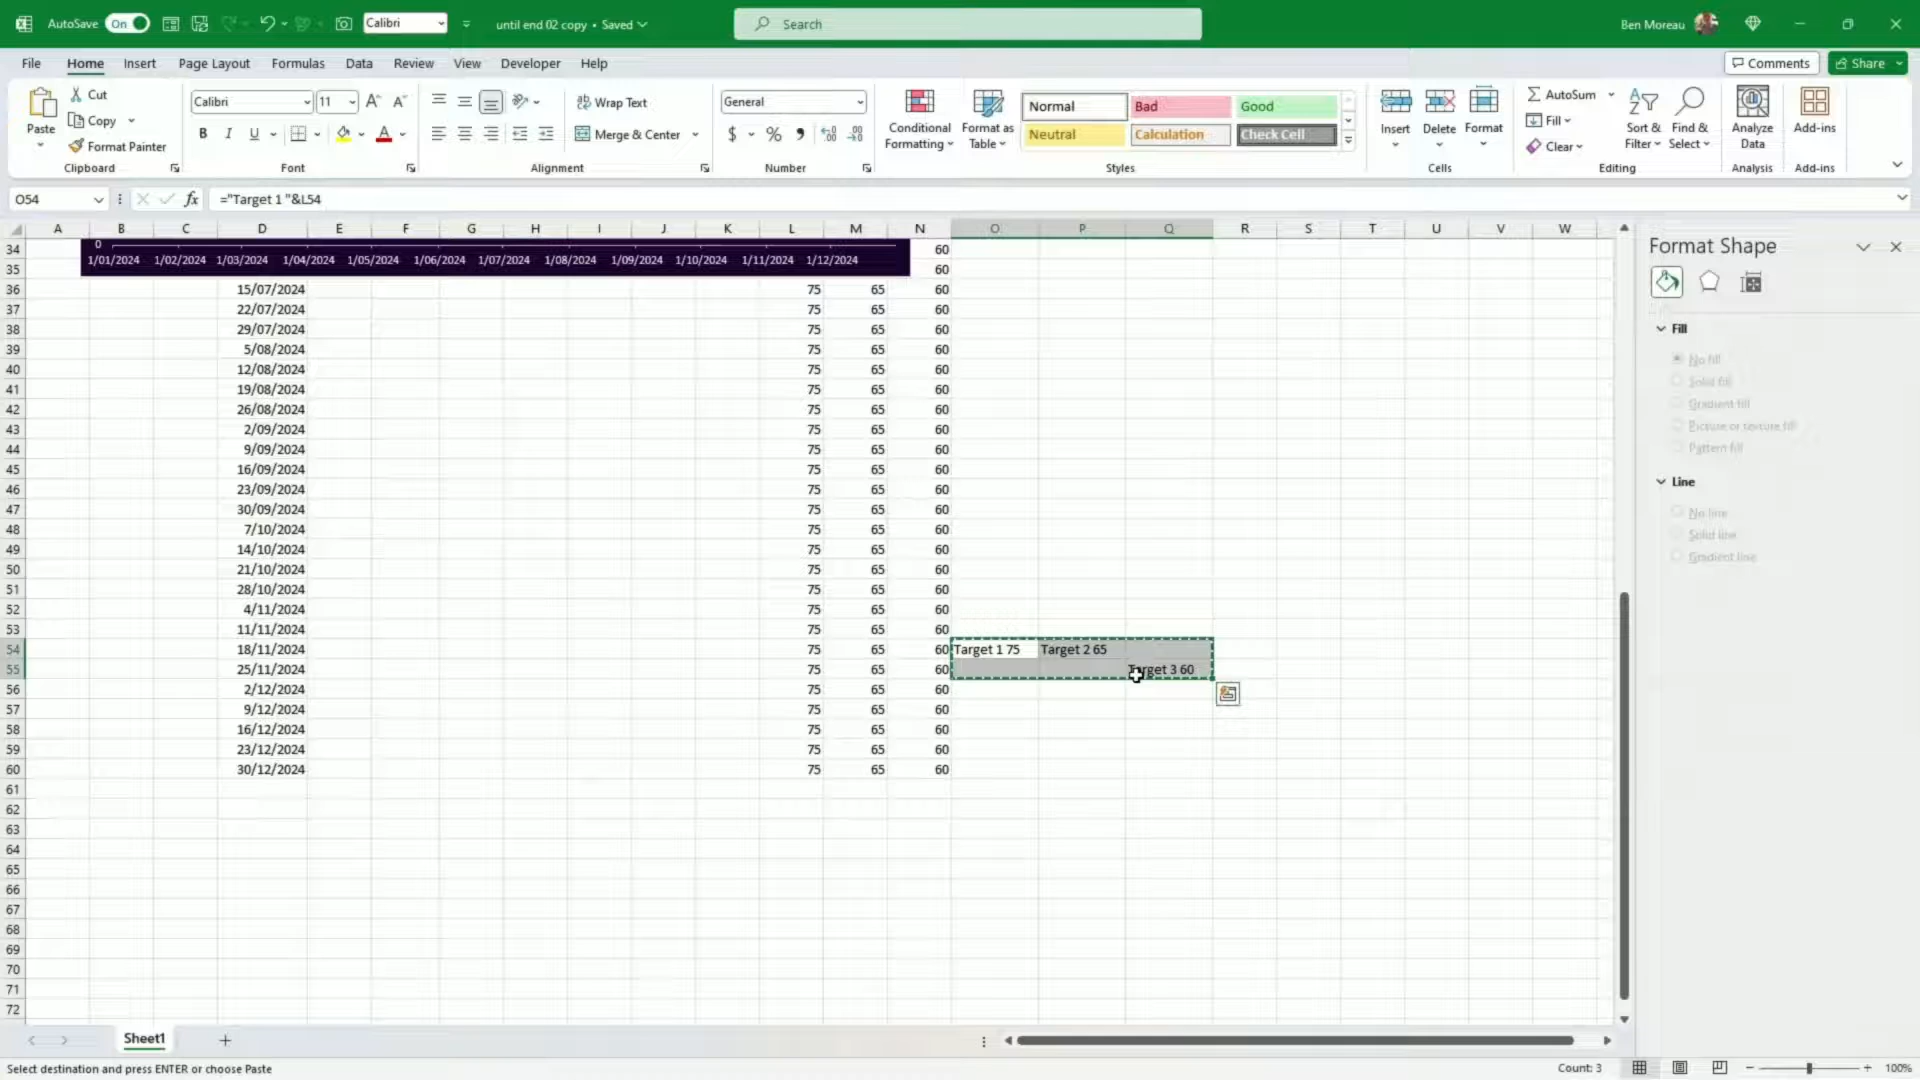 AutoSave On Calibri until end 02 copy • Saved Search Ben Moreau
File Home Insert Page Layout Formulas Data Review View Developer Help Comments Share
Paste Cut Copy Format Painter Clipboard
Calibri 11 B I U Font
Wrap Text Merge & Center Alignment
General $ % , Number
Conditional Formatting Format as Table
Normal Bad Good
Neutral Calculation Check Cell
Styles
Insert Delete Format Cells
AutoSum Fill Clear Sort & Filter Find & Select Editing
Analyze Data Analysis
Add-ins Add-ins
O54 fx ="Target 1 "&L54
A B C D E F G H I J K L M N O P Q R S T U V W
34 0 60
1/01/2024 1/02/2024 1/03/2024 1/04/2024 1/05/2024 1/06/2024 1/07/2024 1/08/2024 1/09/2024 1/10/2024 1/11/2024 1/12/2024
35 60
36 15/07/2024 75 65 60
37 22/07/2024 75 65 60
38 29/07/2024 75 65 60
39 5/08/2024 75 65 60
40 12/08/2024 75 65 60
41 19/08/2024 75 65 60
42 26/08/2024 75 65 60
43 2/09/2024 75 65 60
44 9/09/2024 75 65 60
45 16/09/2024 75 65 60
46 23/09/2024 75 65 60
47 30/09/2024 75 65 60
48 7/10/2024 75 65 60
49 14/10/2024 75 65 60
50 21/10/2024 75 65 60
51 28/10/2024 75 65 60
52 4/11/2024 75 65 60
53 11/11/2024 75 65 60
54 18/11/2024 75 65 60 Target 1 75 Target 2 65
55 25/11/2024 75 65 60 Target 3 60
56 2/12/2024 75 65 60
57 9/12/2024 75 65 60
58 16/12/2024 75 65 60
59 23/12/2024 75 65 60
60 30/12/2024 75 65 60
61
62
63
64
65
66
67
68
69
70
71
72
Format Shape
Fill
No fill
Solid fill
Gradient fill
Picture or texture fill
Pattern fill
Line
No line
Solid line
Gradient line
Sheet1
Select destination and press ENTER or choose Paste Count: 3 100%